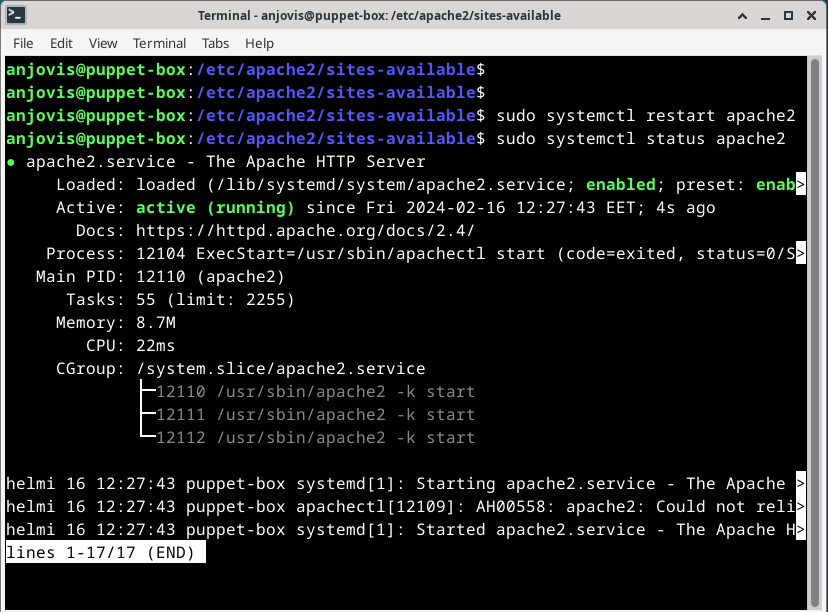 Terminal - anjovis@puppet-box: /etc/apache2/sites-available
File Edit View Terminal Tabs Help
anjovis@puppet-box:/etc/apache2/sites-available$
anjovis@puppet-box:/etc/apache2/sites-available$
anjovis@puppet-box:/etc/apache2/sites-available$ sudo systemctl restart apache2
anjovis@puppet-box:/etc/apache2/sites-available$ sudo systemctl status apache2
● apache2.service - The Apache HTTP Server
Loaded: loaded (/lib/systemd/system/apache2.service; enabled; preset: enab>
Active: active (running) since Fri 2024-02-16 12:27:43 EET; 4s ago
Docs: https://httpd.apache.org/docs/2.4/
Process: 12104 ExecStart=/usr/sbin/apachectl start (code=exited, status=0/S>
Main PID: 12110 (apache2)
Tasks: 55 (limit: 2255)
Memory: 8.7M
CPU: 22ms
CGroup: /system.slice/apache2.service
├─12110 /usr/sbin/apache2 -k start
├─12111 /usr/sbin/apache2 -k start
└─12112 /usr/sbin/apache2 -k start
helmi 16 12:27:43 puppet-box systemd[1]: Starting apache2.service - The Apache >
helmi 16 12:27:43 puppet-box apachectl[12109]: AH00558: apache2: Could not reli>
helmi 16 12:27:43 puppet-box systemd[1]: Started apache2.service - The Apache H>
lines 1-17/17 (END)